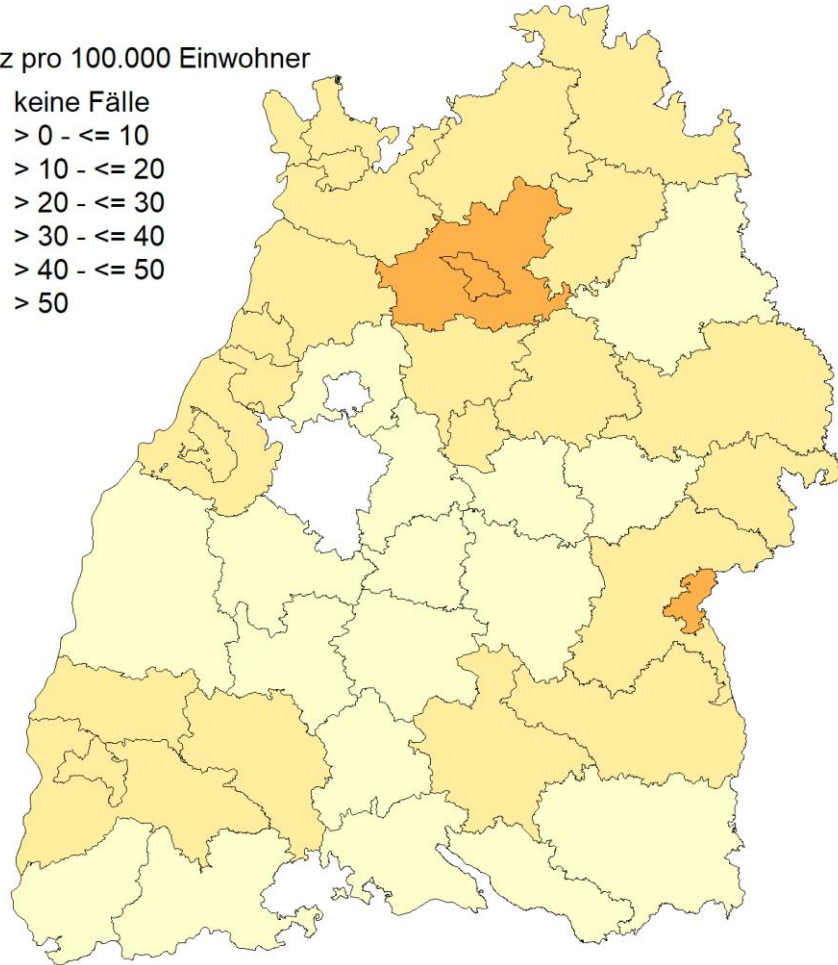 z pro 100.000 Einwohner
keine Fälle
> 0 - <= 10
> 10 - <= 20
> 20 - <= 30
> 30 - <= 40
> 40 - <= 50
> 50